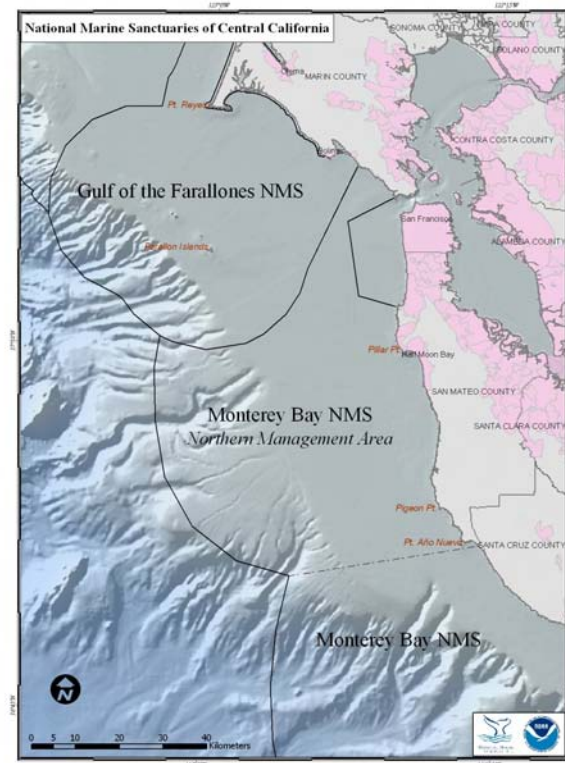 National Marine Sanctuaries of Central California
SONOMA COUNTY
SOLANO COUNTY
MARIN COUNTY
Pt. Reyes
CONTRA COSTA COUNTY
Gulf of the Farallones NMS
San Francisco
ALAMEDA COUNTY
Farallon Islands
Pillar Pt.
Half Moon Bay
SAN MATEO COUNTY
Monterey Bay NMS
Northern Management Area
SANTA CLARA COUNTY
Pigeon Pt.
Pt. Año Nuevo
SANTA CRUZ COUNTY
Monterey Bay NMS
N
0 5 10 20 30 40
Kilometers